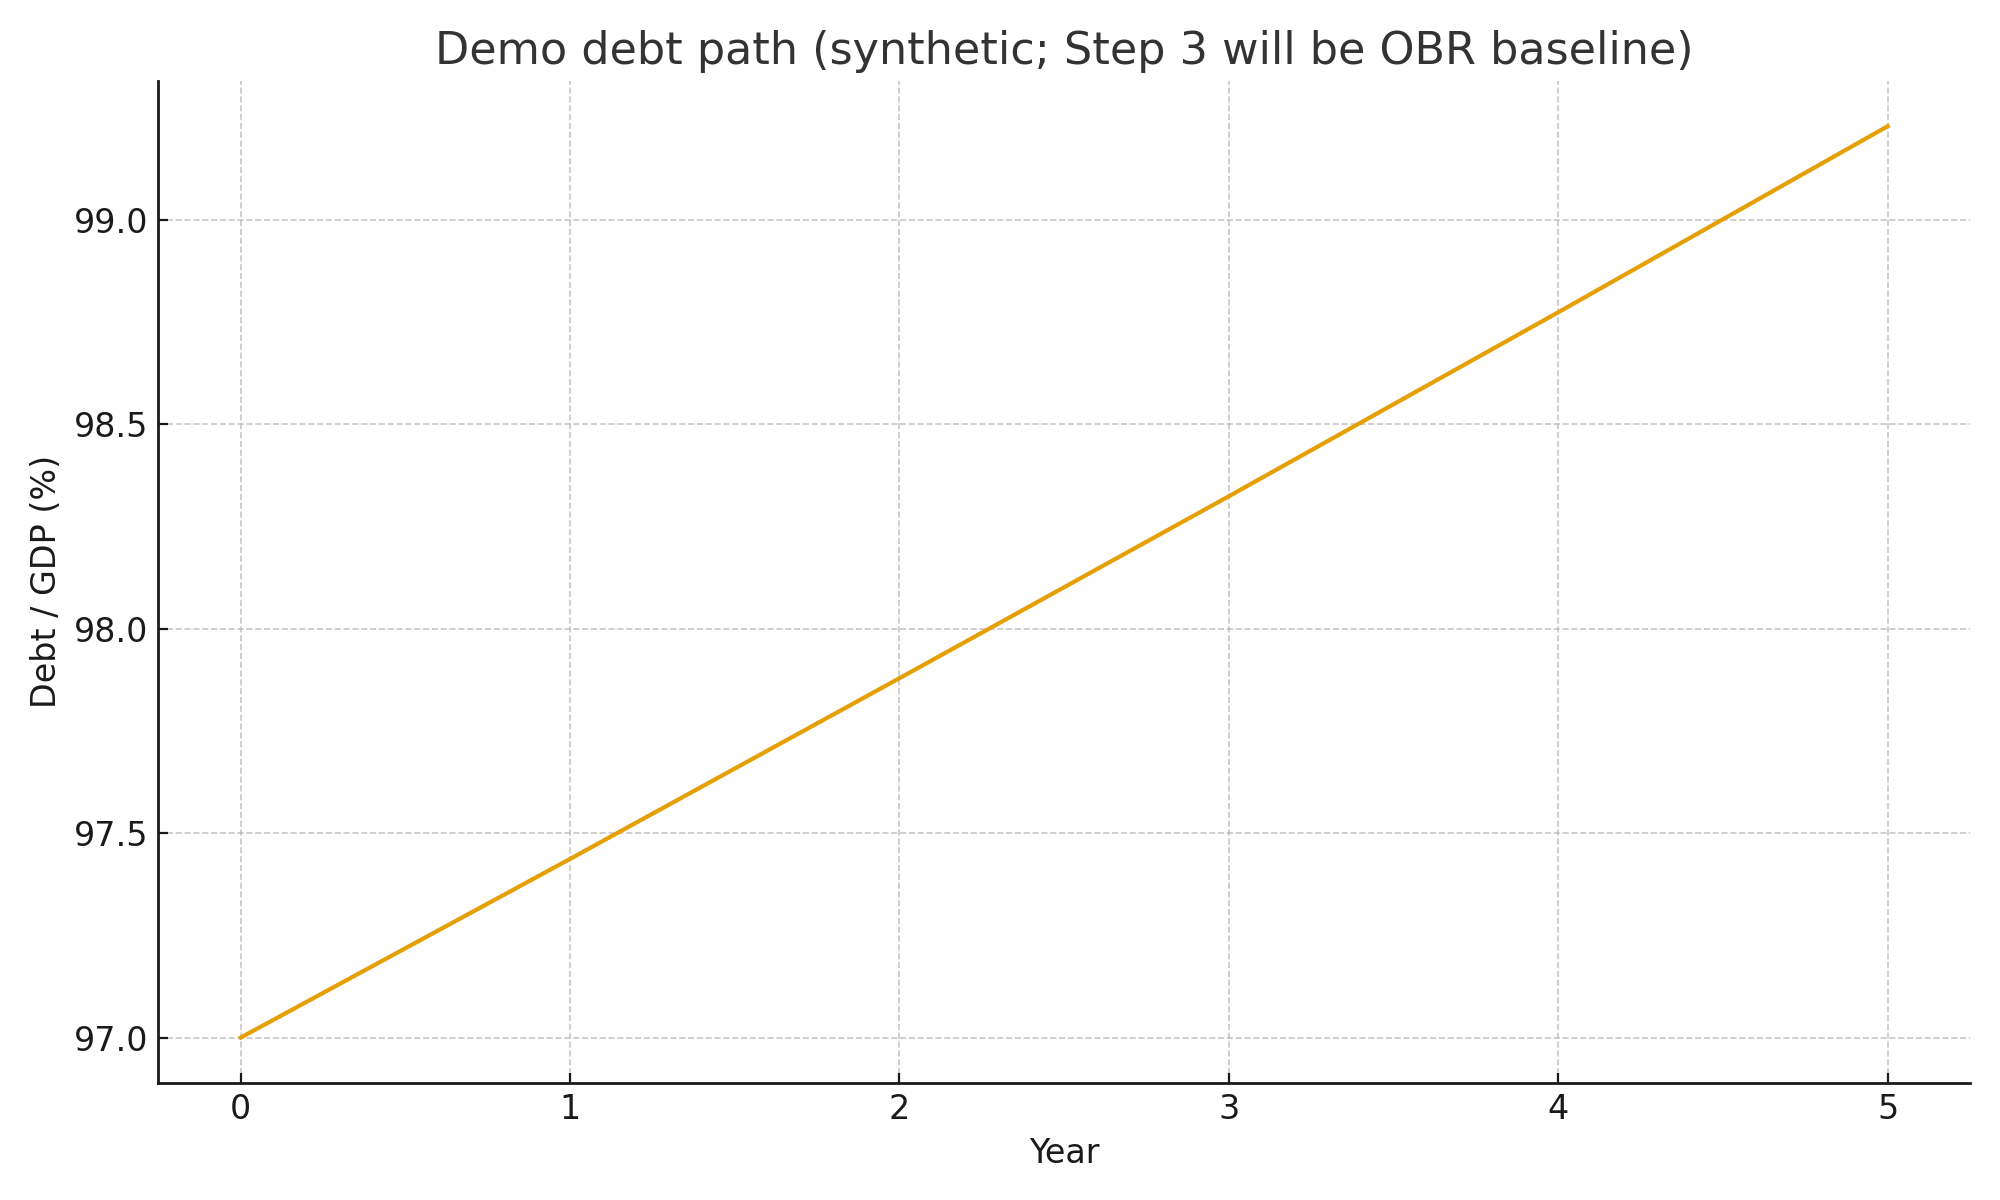 Demo debt path (synthetic; Step 3 will be OBR baseline)
Debt / GDP (%)
99.0
98.5
98.0
97.5
97.0
0 1 2 3 4 5
Year